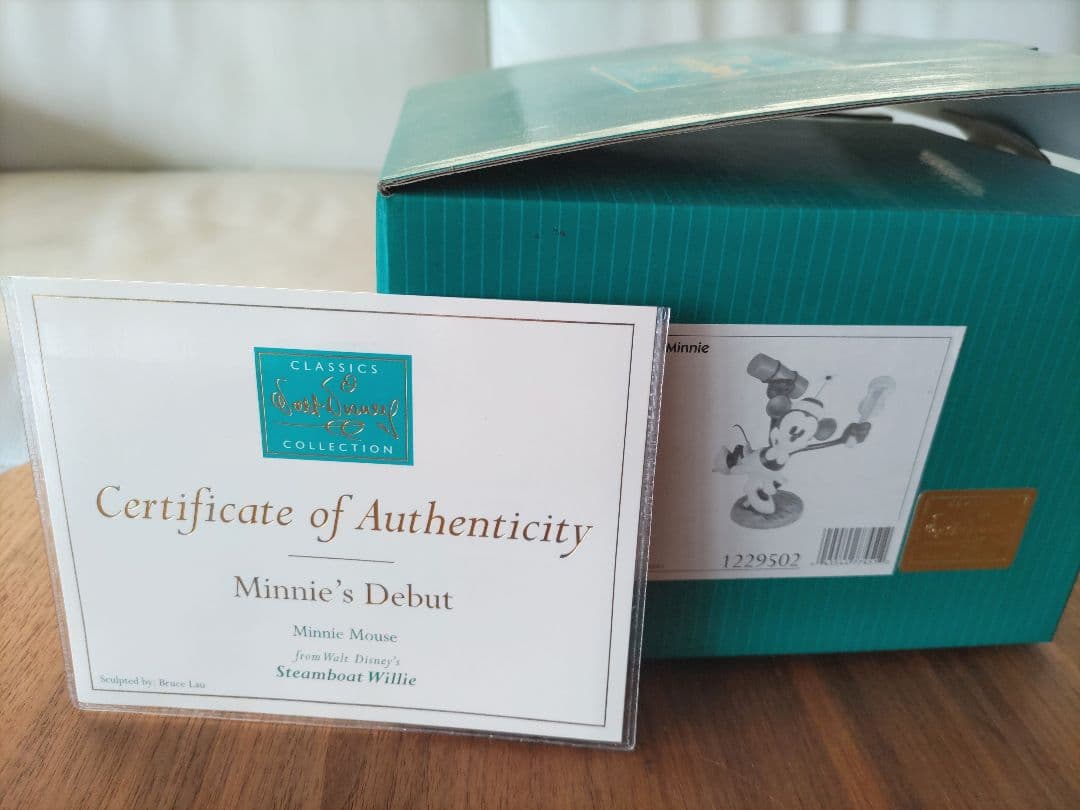 CLASSICS
Walt Disney
COLLECTION
Certificate of Authenticity
Minnie's Debut
Minnie Mouse
from Walt Disney's
Steamboat Willie
Sculpted by: Bruce Lau
Minnie
1229502